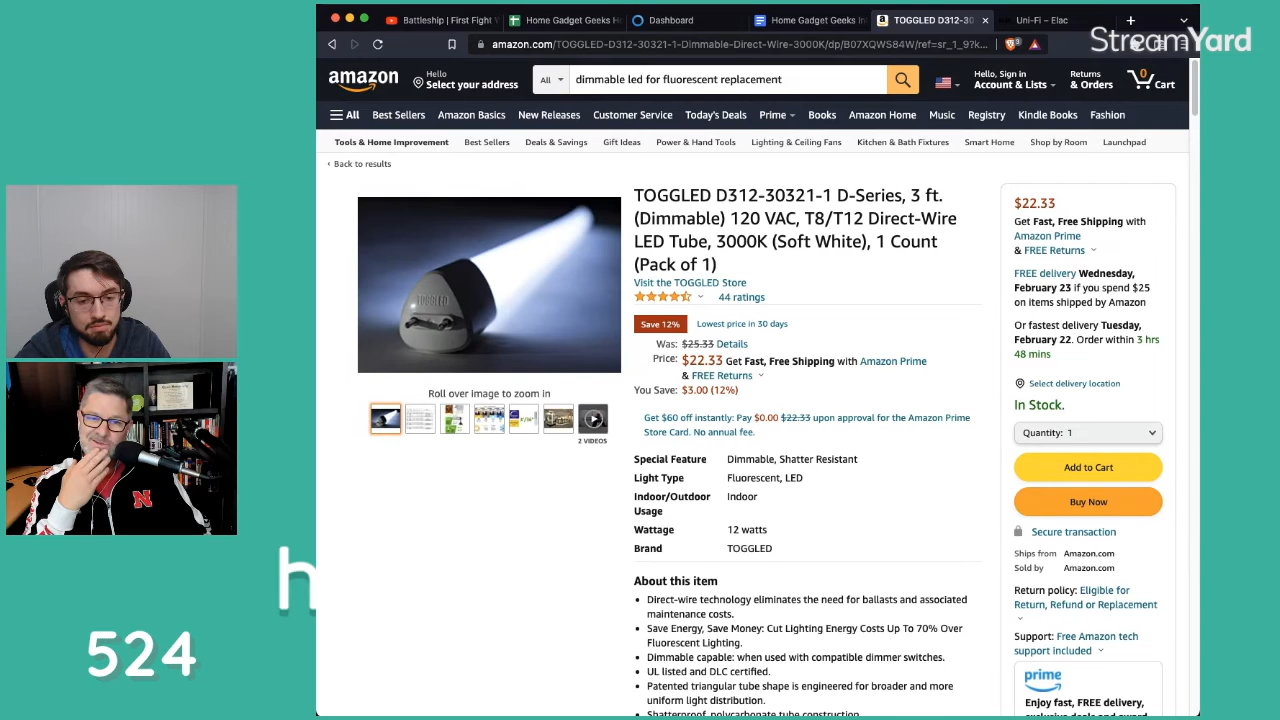 Battleship | First Fight
Home Gadget Geeks
Dashboard
Home Gadget Geeks
TOGGLED D312-30
Uni-Fi – Elac
StreamYard
amazon.com/TOGGLED-D312-30321-1-Dimmable-Direct-Wire-3000K/dp/B07XQWS84W/ref=sr_1_9?k...
amazon
Hello
Select your address
All
dimmable led for fluorescent replacement
Hello, Sign in
Account & Lists
Returns
& Orders
0
Cart
All Best Sellers Amazon Basics New Releases Customer Service Today's Deals Prime Books Amazon Home Music Registry Kindle Books Fashion
Tools & Home Improvement Best Sellers Deals & Savings Gift Ideas Power & Hand Tools Lighting & Ceiling Fans Kitchen & Bath Fixtures Smart Home Shop by Room Launchpad
‹ Back to results
TOGGLED
Roll over image to zoom in
2 VIDEOS
TOGGLED D312-30321-1 D-Series, 3 ft.
(Dimmable) 120 VAC, T8/T12 Direct-Wire
LED Tube, 3000K (Soft White), 1 Count
(Pack of 1)
Visit the TOGGLED Store
44 ratings
Save 12% Lowest price in 30 days
Was: $25.33 Details
Price: $22.33 Get Fast, Free Shipping with Amazon Prime
& FREE Returns
You Save: $3.00 (12%)
Get $60 off instantly: Pay $0.00 $22.33 upon approval for the Amazon Prime
Store Card. No annual fee.
Special Feature Dimmable, Shatter Resistant
Light Type Fluorescent, LED
Indoor/Outdoor Usage Indoor
Wattage 12 watts
Brand TOGGLED
About this item
• Direct-wire technology eliminates the need for ballasts and associated
maintenance costs.
• Save Energy, Save Money: Cut Lighting Energy Costs Up To 70% Over
Fluorescent Lighting.
• Dimmable capable: when used with compatible dimmer switches.
• UL listed and DLC certified.
• Patented triangular tube shape is engineered for broader and more
uniform light distribution.
• Shatterproof, polycarbonate tube construction
$22.33
Get Fast, Free Shipping with
Amazon Prime
& FREE Returns
FREE delivery Wednesday,
February 23 if you spend $25
on items shipped by Amazon
Or fastest delivery Tuesday,
February 22. Order within 3 hrs
48 mins
Select delivery location
In Stock.
Quantity: 1
Add to Cart
Buy Now
Secure transaction
Ships from Amazon.com
Sold by Amazon.com
Return policy: Eligible for
Return, Refund or Replacement
Support: Free Amazon tech
support included
prime
Enjoy fast, FREE delivery,
N
h
524